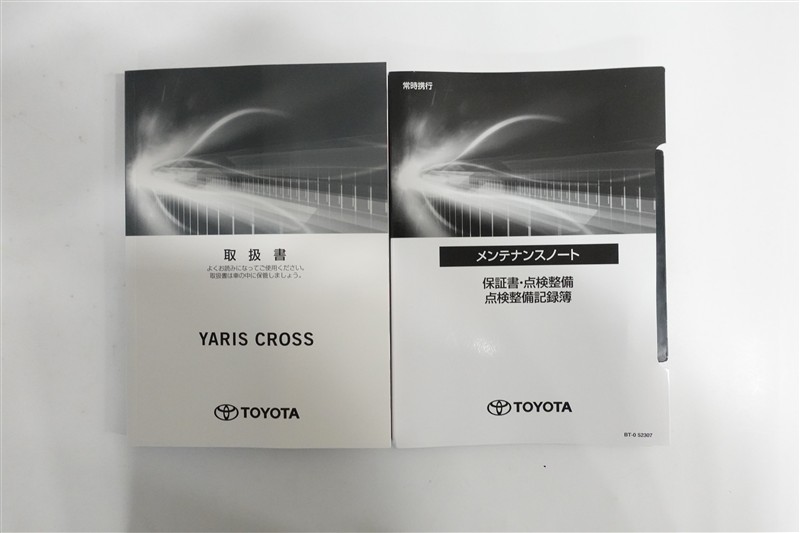 取扱書
よくお読みになってご使用ください。
取扱書は車の中に保管しましょう。
YARIS CROSS
TOYOTA
常時携行
メンテナンスノート
保証書・点検整備
点検整備記録簿
TOYOTA
BT-0 52307